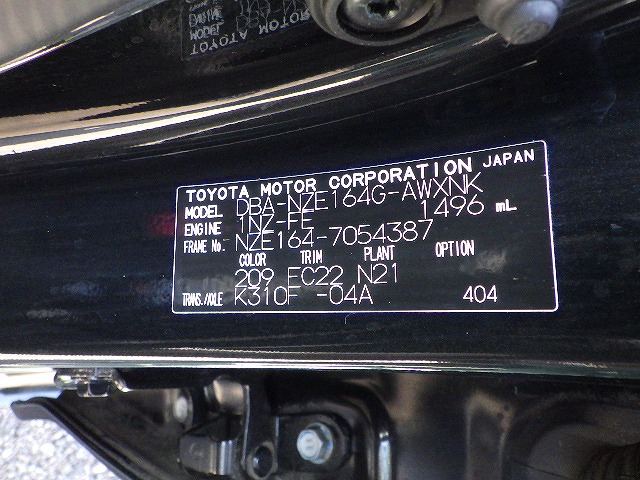 TOYOTA MOTOR CORPORATION JAPAN
MODEL DBA-NZE164G-AWXNK
ENGINE 1NZ-FE 1496 mL
FRAME No. NZE164-7054387
COLOR TRIM PLANT OPTION
209 FC22 N21
TRANS./AXLE K310F -04A 404